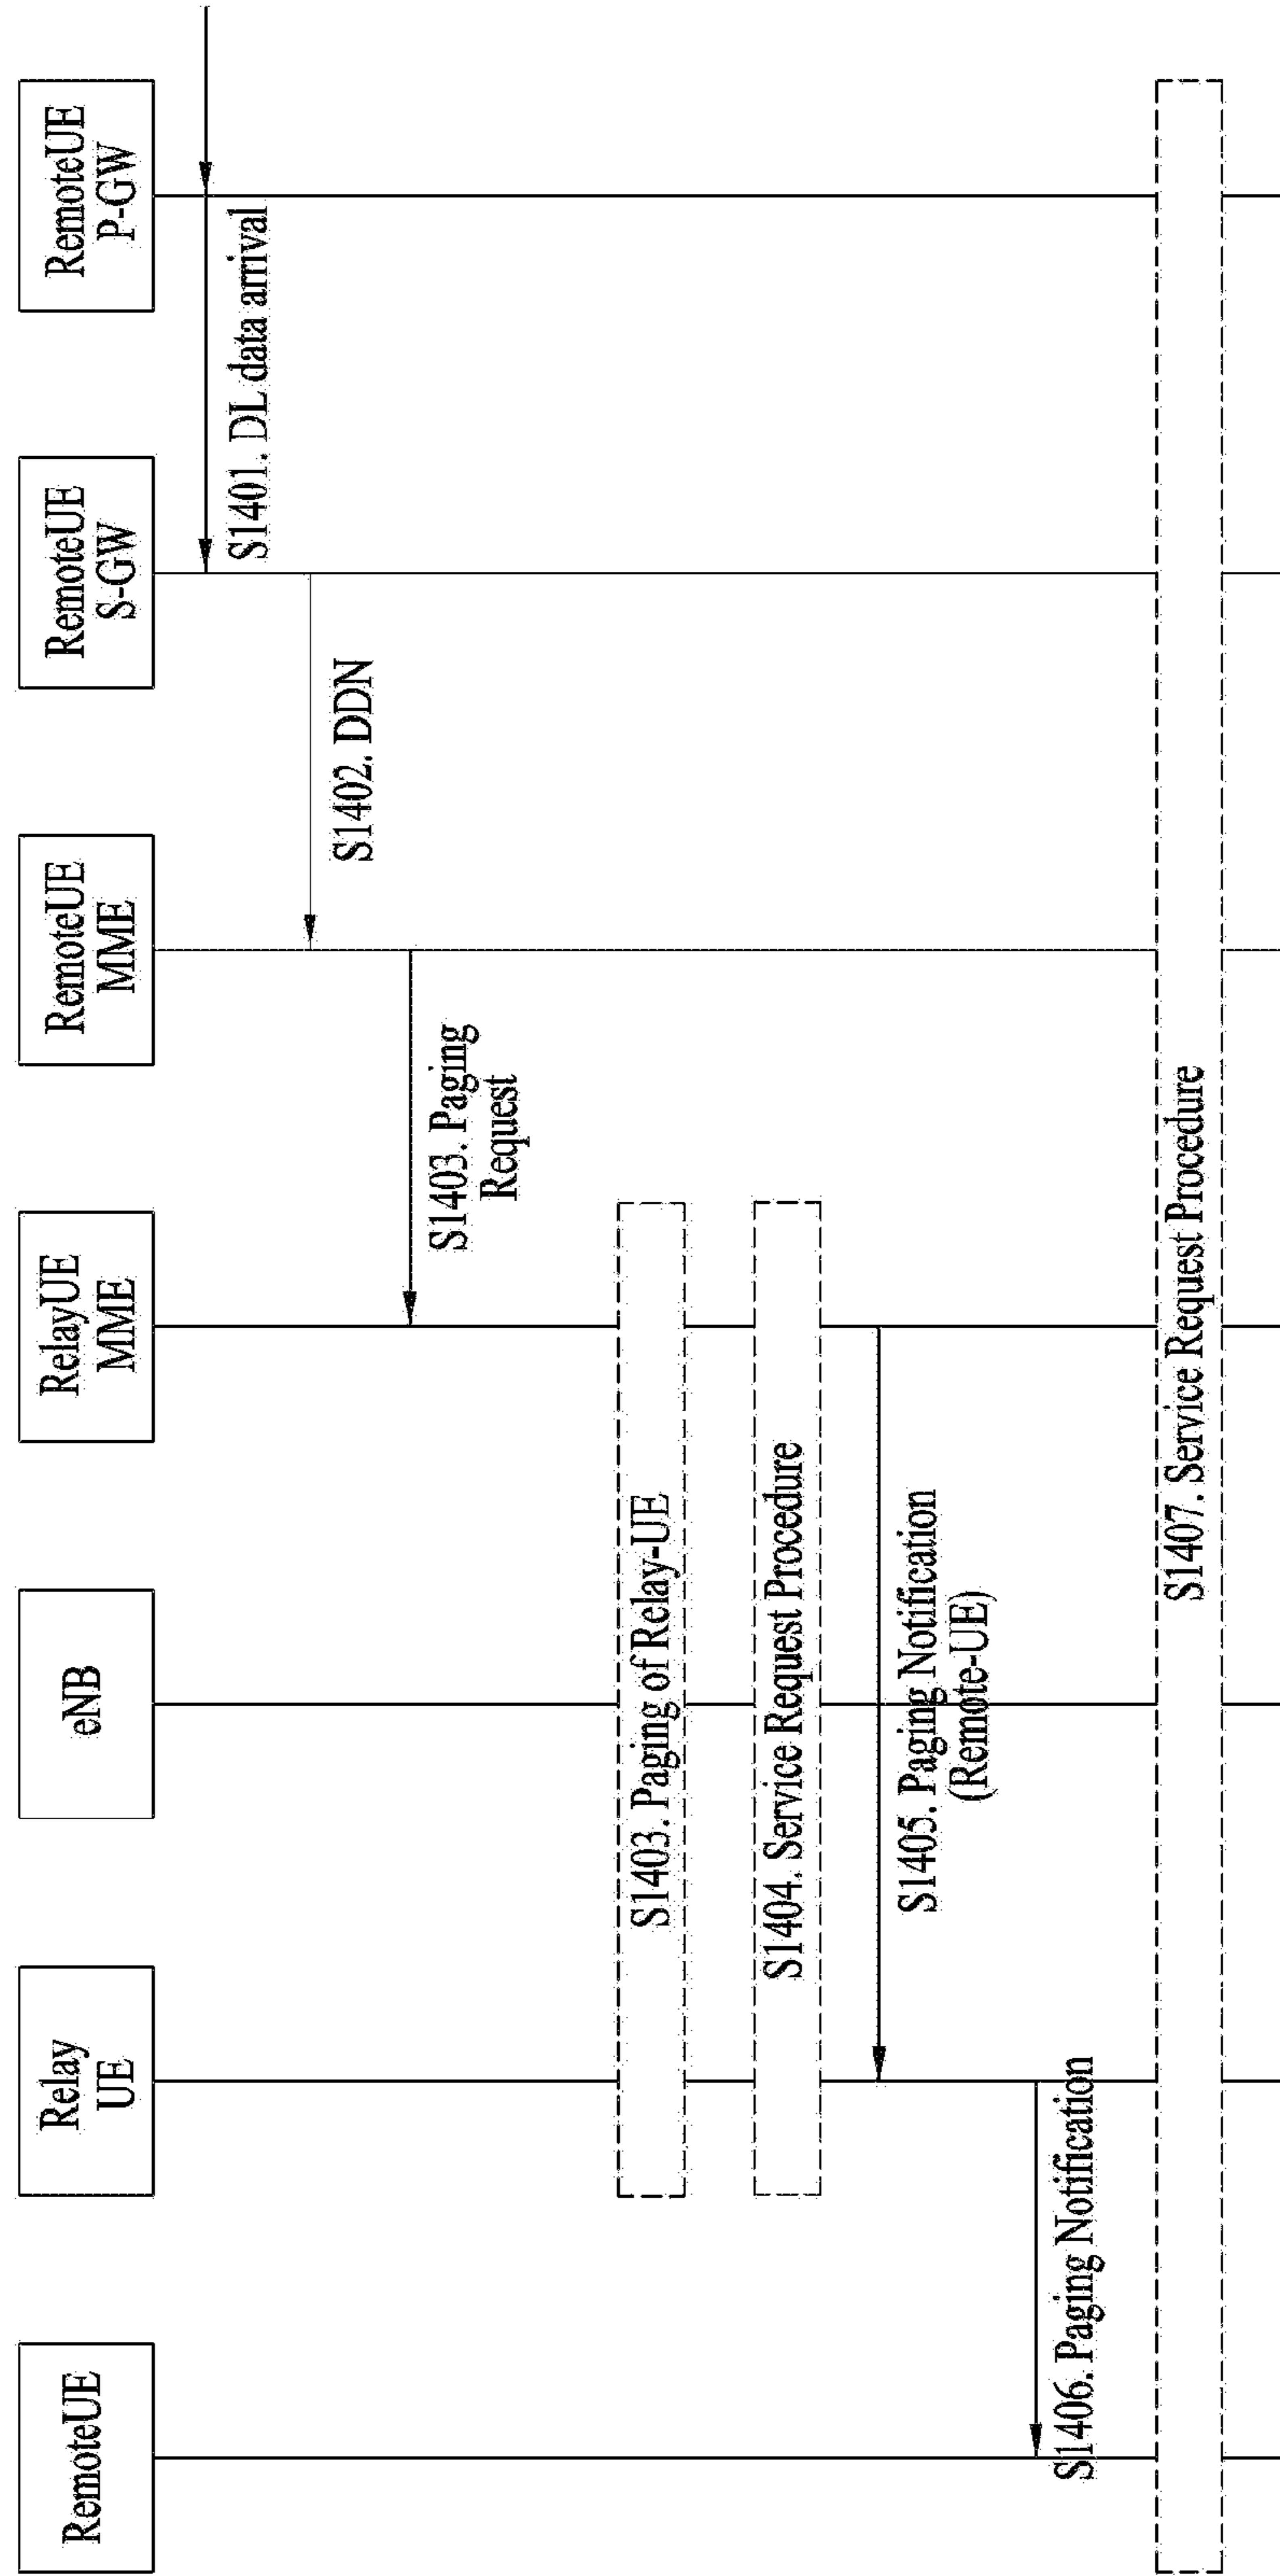 RemoteUE
Relay
UE
eNB
RelayUE
MME
RemoteUE
MME
RemoteUE
S-GW
RemoteUE
P-GW
S1401. DL data arrival
S1402. DDN
S1403. Paging
Request
S1403. Paging of Relay-UE
S1404. Service Request Procedure
S1405. Paging Notification
(Remote-UE)
S1406. Paging Notification
S1407. Service Request Procedure